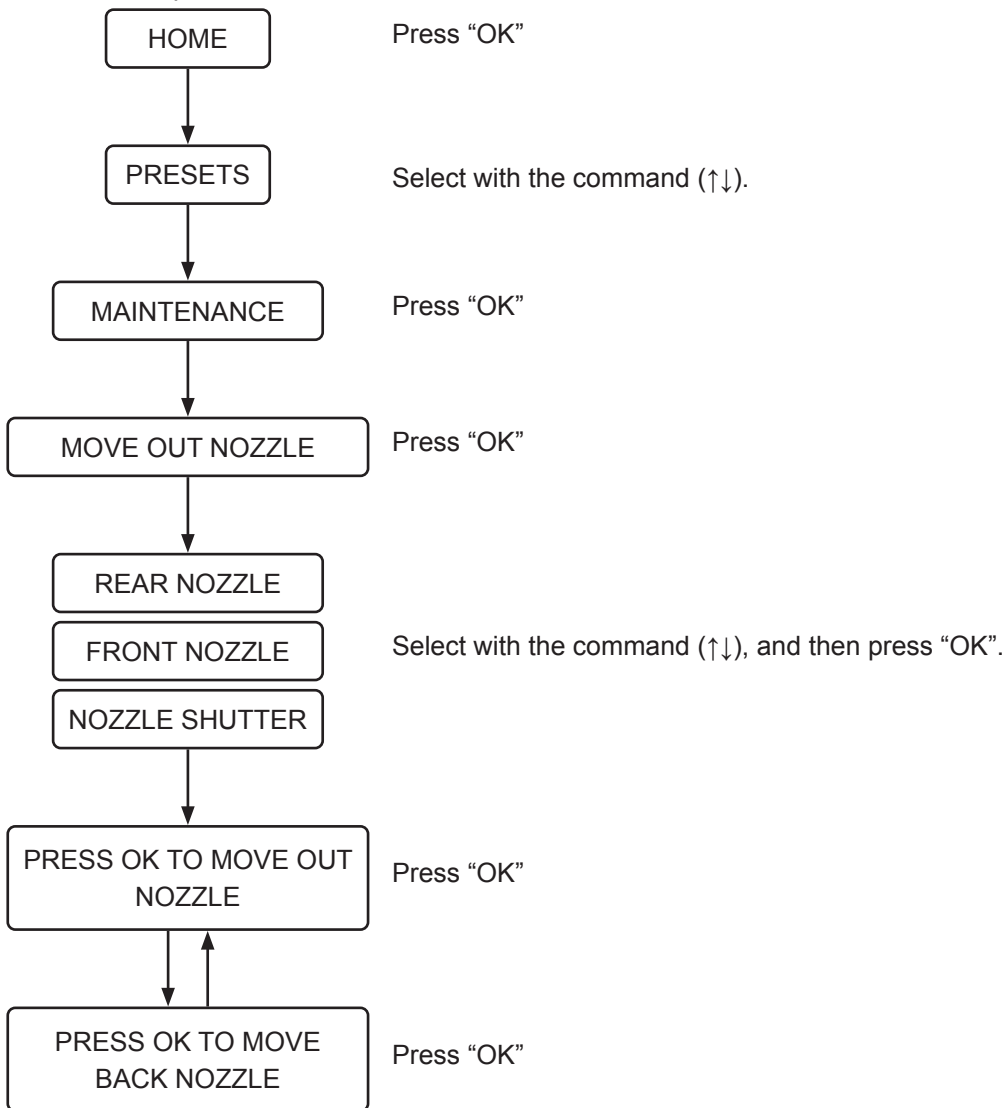 HOME
Press “OK”
PRESETS
Select with the command (↑↓).
MAINTENANCE
Press “OK”
MOVE OUT NOZZLE
Press “OK”
REAR NOZZLE
FRONT NOZZLE
Select with the command (↑↓), and then press “OK”.
NOZZLE SHUTTER
PRESS OK TO MOVE OUT
NOZZLE
Press “OK”
PRESS OK TO MOVE
BACK NOZZLE
Press “OK”